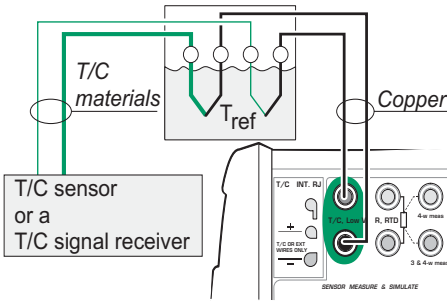 T/C
materials
Tref
Copper
T/C sensor
or a
T/C signal receiver
T/C INT. RJ
T/C, Low V
R, RTD
4-w meas
+
T/C OR EXT
WIRES ONLY
−
3 & 4-w meas
SENSOR MEASURE & SIMULATE